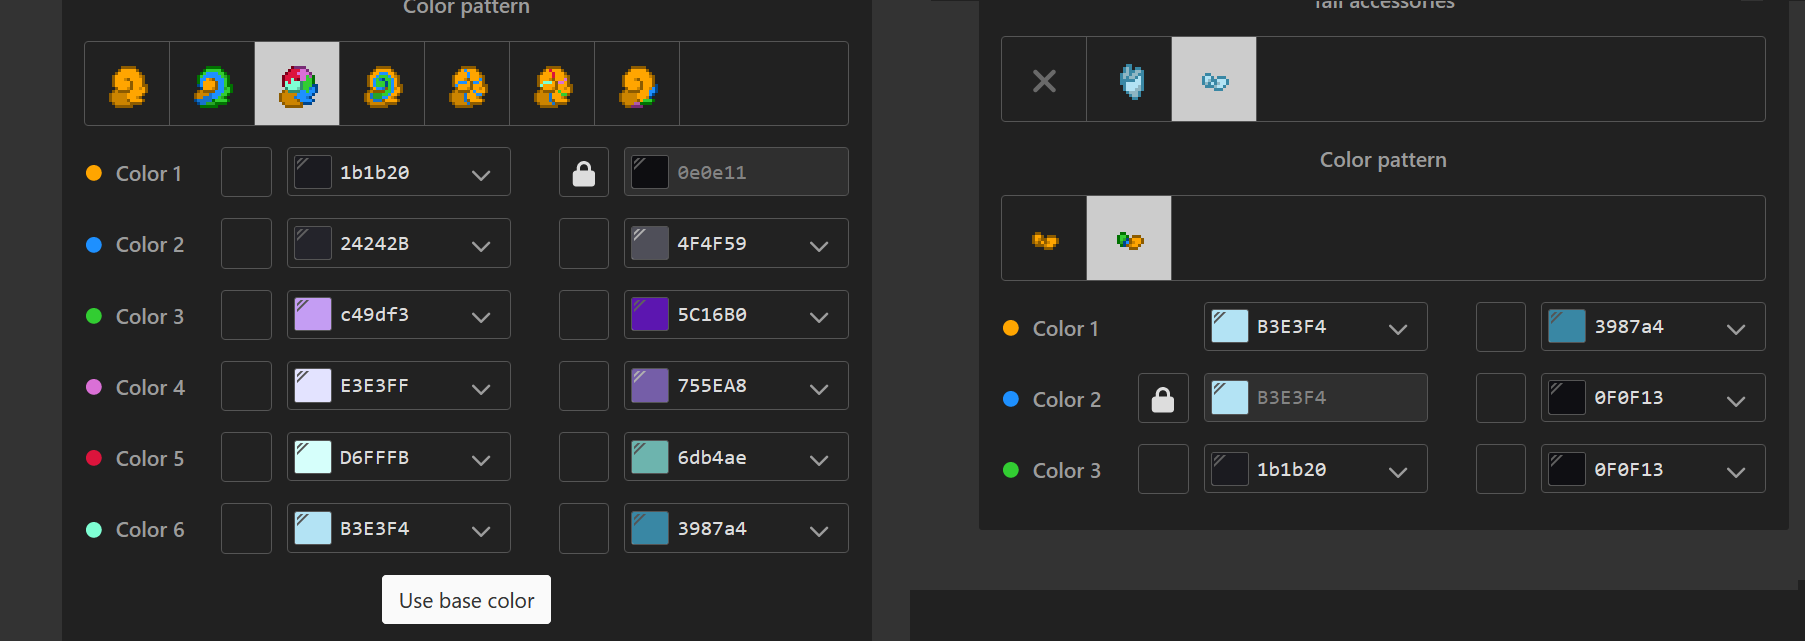 Color pattern
Color 1 1b1b20 0e0e11
Color 2 24242B 4F4F59
Color 3 c49df3 5C16B0
Color 4 E3E3FF 755EA8
Color 5 D6FFFB 6db4ae
Color 6 B3E3F4 3987a4
Use base color
Tail accessories
Color pattern
Color 1 B3E3F4 3987a4
Color 2 B3E3F4 0F0F13
Color 3 1b1b20 0F0F13